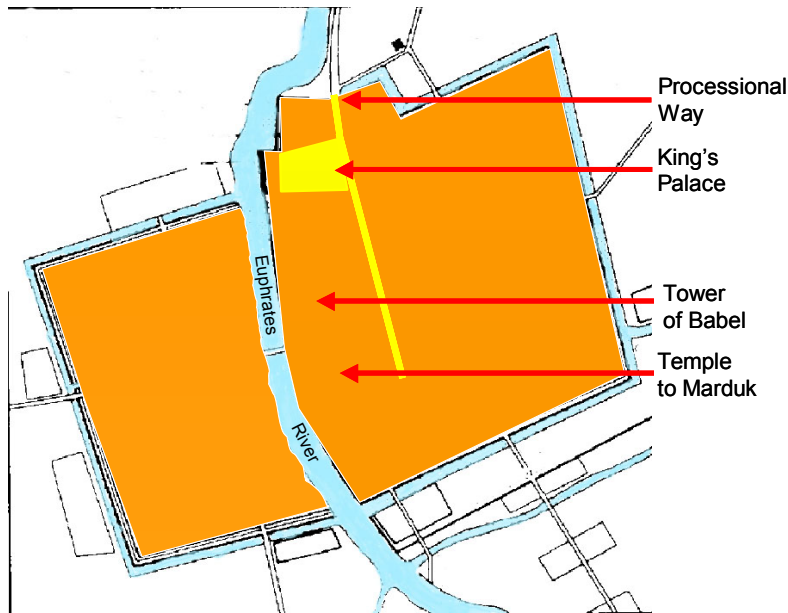 Processional
Way
King's
Palace
Euphrates
River
Tower
of Babel
Temple
to Marduk